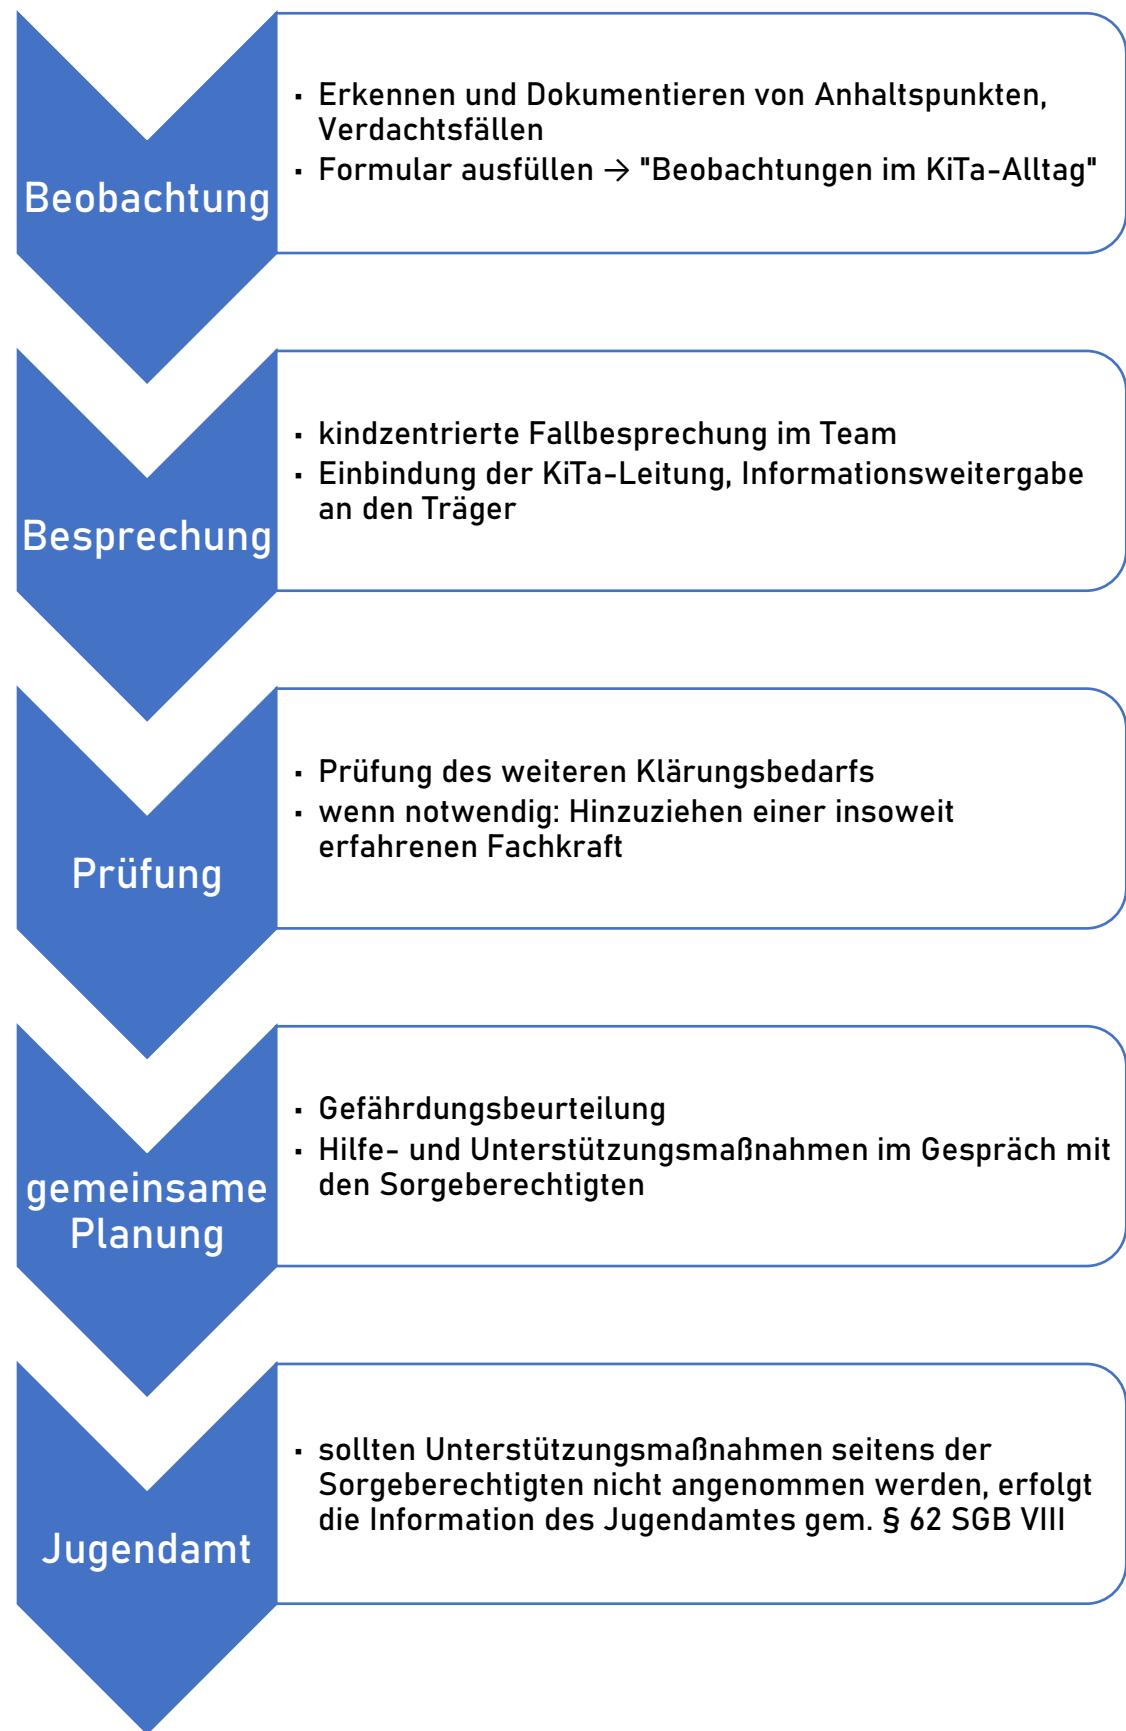 Beobachtung
▪ Erkennen und Dokumentieren von Anhaltspunkten,
Verdachtsfällen
▪ Formular ausfüllen → "Beobachtungen im KiTa-Alltag"
Besprechung
▪ kindzentrierte Fallbesprechung im Team
▪ Einbindung der KiTa-Leitung, Informationsweitergabe
an den Träger
Prüfung
▪ Prüfung des weiteren Klärungsbedarfs
▪ wenn notwendig: Hinzuziehen einer insoweit
erfahrenen Fachkraft
gemeinsame
Planung
▪ Gefährdungsbeurteilung
▪ Hilfe- und Unterstützungsmaßnahmen im Gespräch mit
den Sorgeberechtigten
Jugendamt
▪ sollten Unterstützungsmaßnahmen seitens der
Sorgeberechtigten nicht angenommen werden, erfolgt
die Information des Jugendamtes gem. § 62 SGB VIII